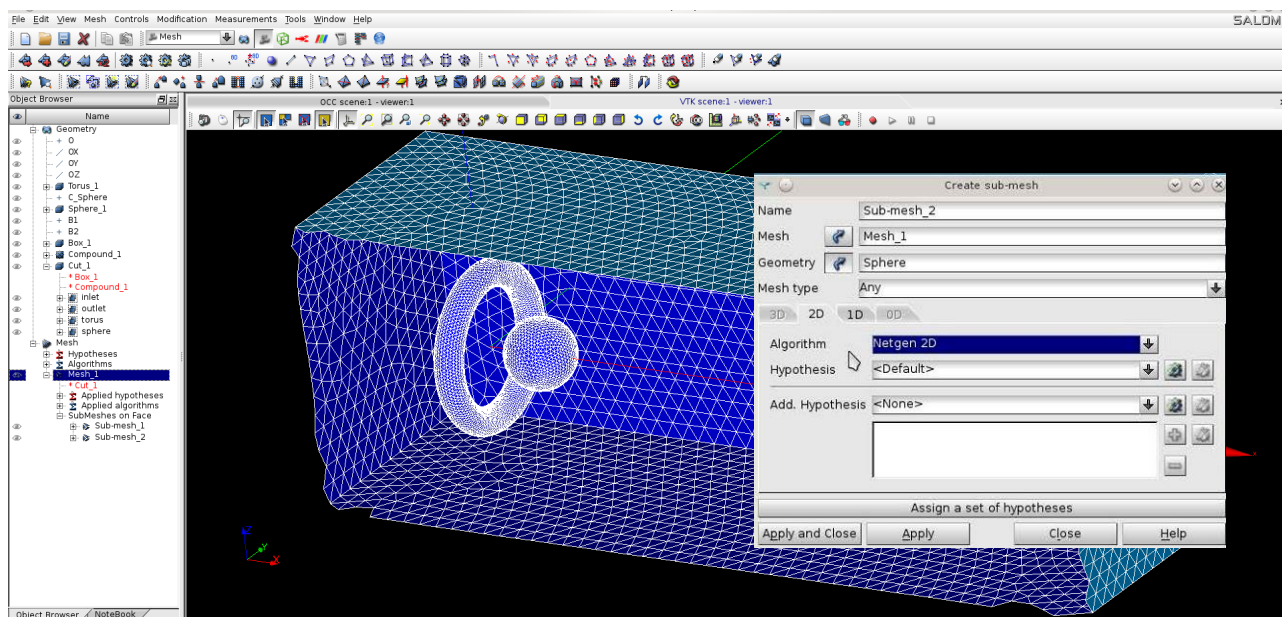 File Edit View Mesh Controls Modification Measurements Tools Window Help
SALOM
Mesh
Object Browser
OCC scene:1 - viewer:1
VTK scene:1 - viewer:1
Name
Geometry
O
OX
OY
OZ
Torus_1
C_Sphere
Sphere_1
B1
B2
Box_1
Compound_1
Cut_1
* Box_1
* Compound_1
inlet
outlet
torus
sphere
Mesh
Hypotheses
Algorithms
Mesh_1
* Cut_1
Applied hypotheses
Applied algorithms
SubMeshes on Face
Sub-mesh_1
Sub-mesh_2
Object Browser
NoteBook
Create sub-mesh
Name Sub-mesh_2
Mesh Mesh_1
Geometry Sphere
Mesh type Any
3D 2D 1D 0D
Algorithm Netgen 2D
Hypothesis <Default>
Add. Hypothesis <None>
Assign a set of hypotheses
Apply and Close Apply Close Help
Z
Y
X